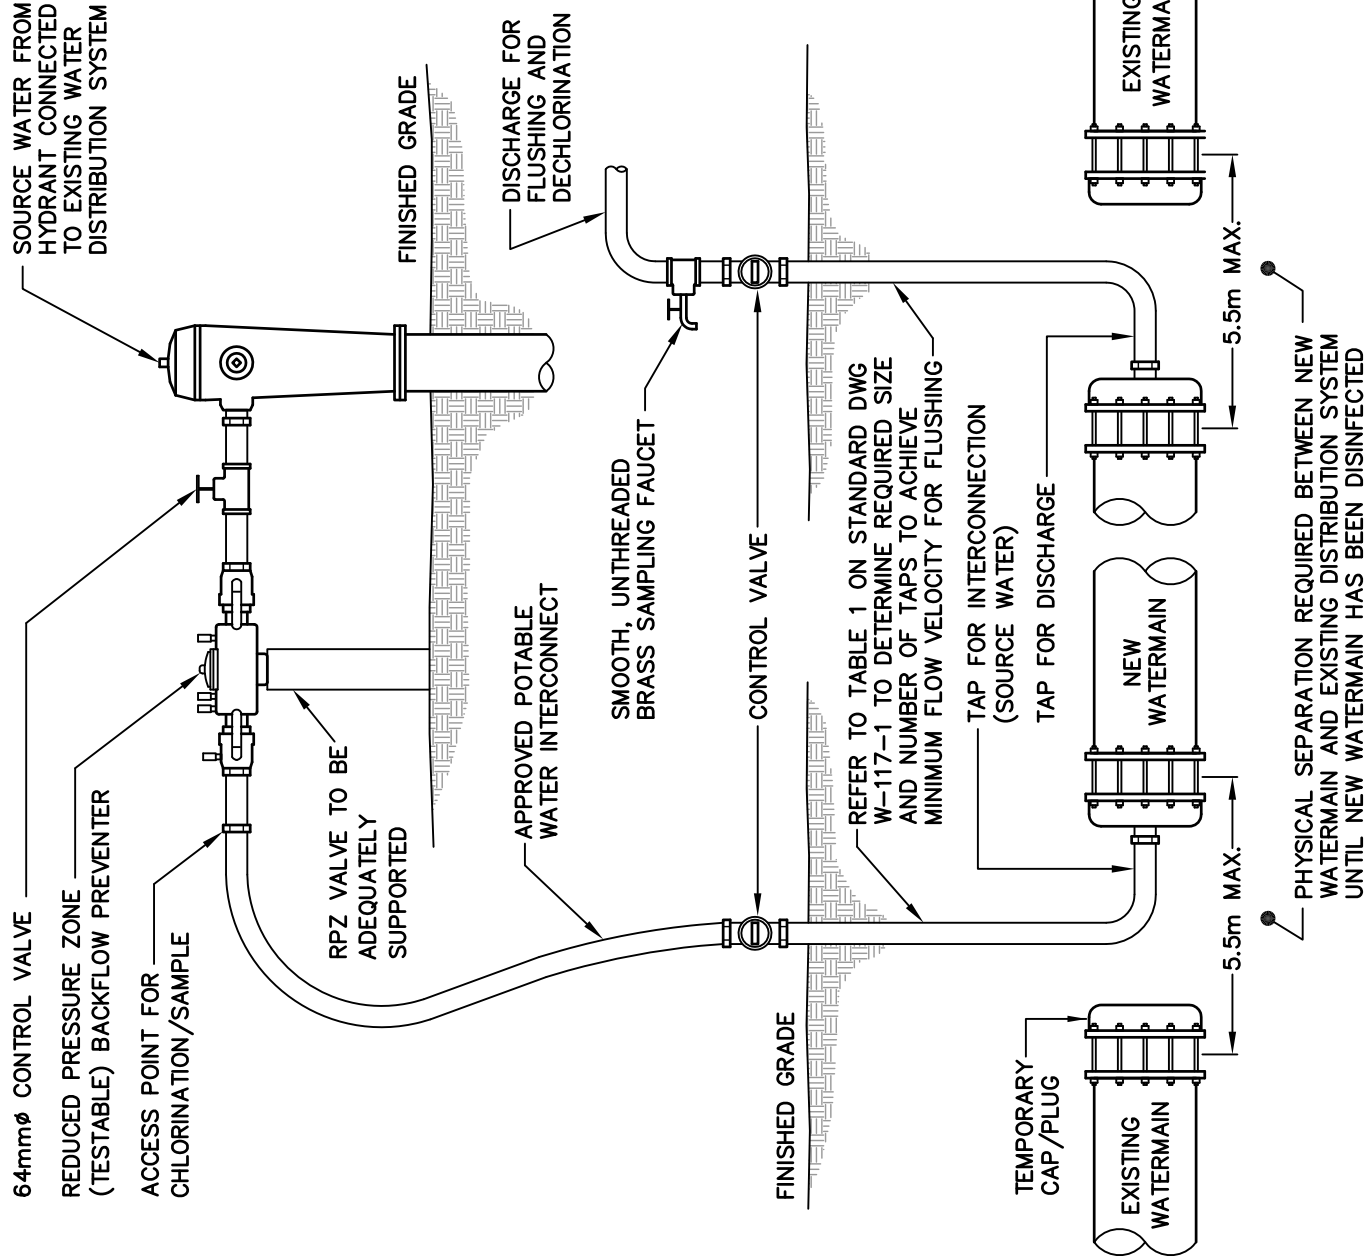 SOURCE WATER FROM
HYDRANT CONNECTED
TO EXISTING WATER
DISTRIBUTION SYSTEM
64mmø CONTROL VALVE
REDUCED PRESSURE ZONE
(TESTABLE) BACKFLOW PREVENTER
ACCESS POINT FOR
CHLORINATION/SAMPLE
RPZ VALVE TO BE
ADEQUATELY
SUPPORTED
FINISHED GRADE
DISCHARGE FOR
FLUSHING AND
DECHLORINATION
APPROVED POTABLE
WATER INTERCONNECT
SMOOTH, UNTHREADED
BRASS SAMPLING FAUCET
CONTROL VALVE
FINISHED GRADE
REFER TO TABLE 1 ON STANDARD DWG
W-117-1 TO DETERMINE REQUIRED SIZE
AND NUMBER OF TAPS TO ACHIEVE
MINIMUM FLOW VELOCITY FOR FLUSHING
TAP FOR INTERCONNECTION
(SOURCE WATER)
TAP FOR DISCHARGE
TEMPORARY
CAP/PLUG
EXISTING
WATERMAIN
NEW
WATERMAIN
EXISTING
WATERMA
5.5m MAX.
5.5m MAX.
PHYSICAL SEPARATION REQUIRED BETWEEN NEW
WATERMAIN AND EXISTING DISTRIBUTION SYSTEM
UNTIL NEW WATERMAIN HAS BEEN DISINFECTED